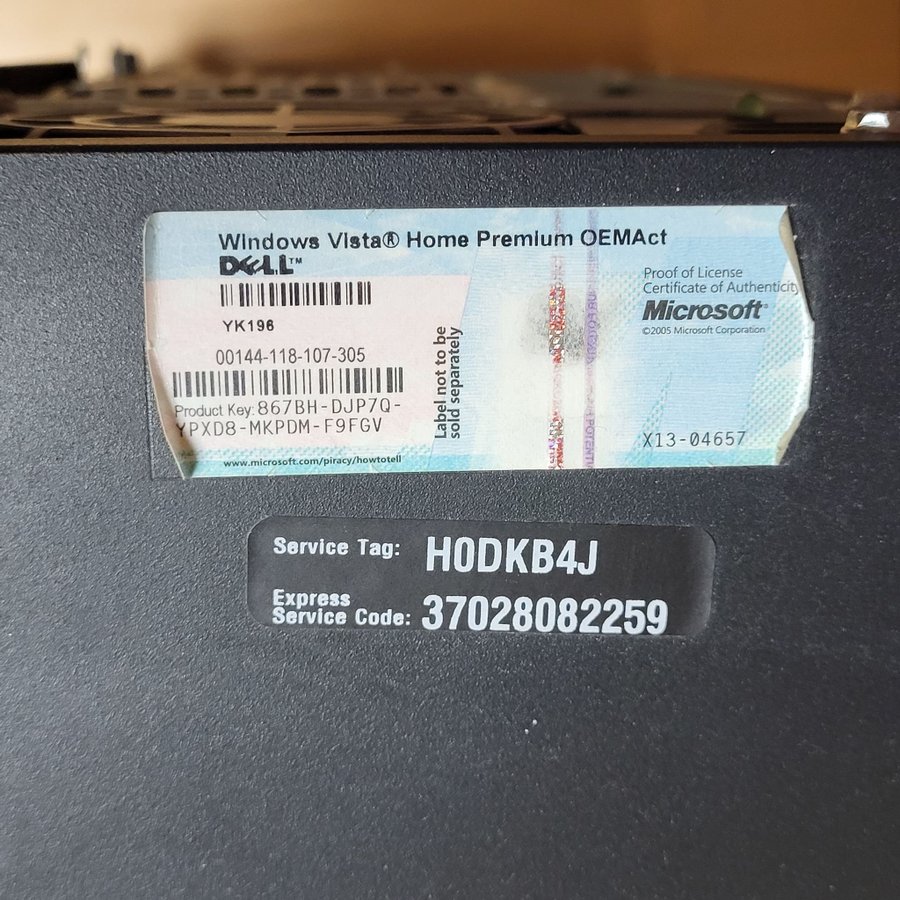 Windows Vista® Home Premium OEMAct
DELL™
YK196
00144-118-107-305
Product Key: 867BH-DJP7Q-
YPXD8-MKPDM-F9FGV
www.microsoft.com/piracy/howtotell
Label not to be
sold separately
Proof of License
Certificate of Authenticity
Microsoft®
©2005 Microsoft Corporation
X13-04657
Service Tag: H0DKB4J
Express
Service Code: 37028082259